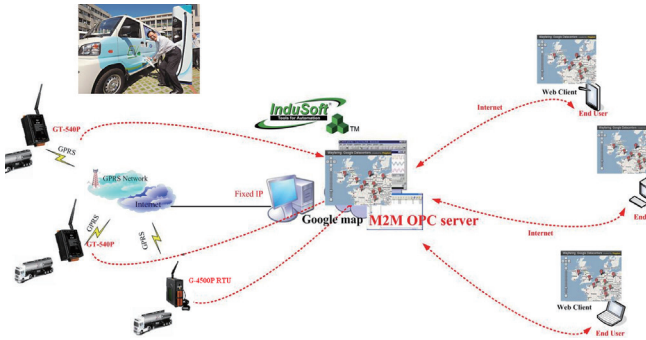 InduSoft
Tools for Automation
TM
GT-540P
GPRS
GPRS Network
Internet
Fixed IP
GPRS
GPRS
GT-540P
G-4500P RTU
Google map
M2M OPC server
Internet
Web Client
End User
Internet
End
Web Client
End User